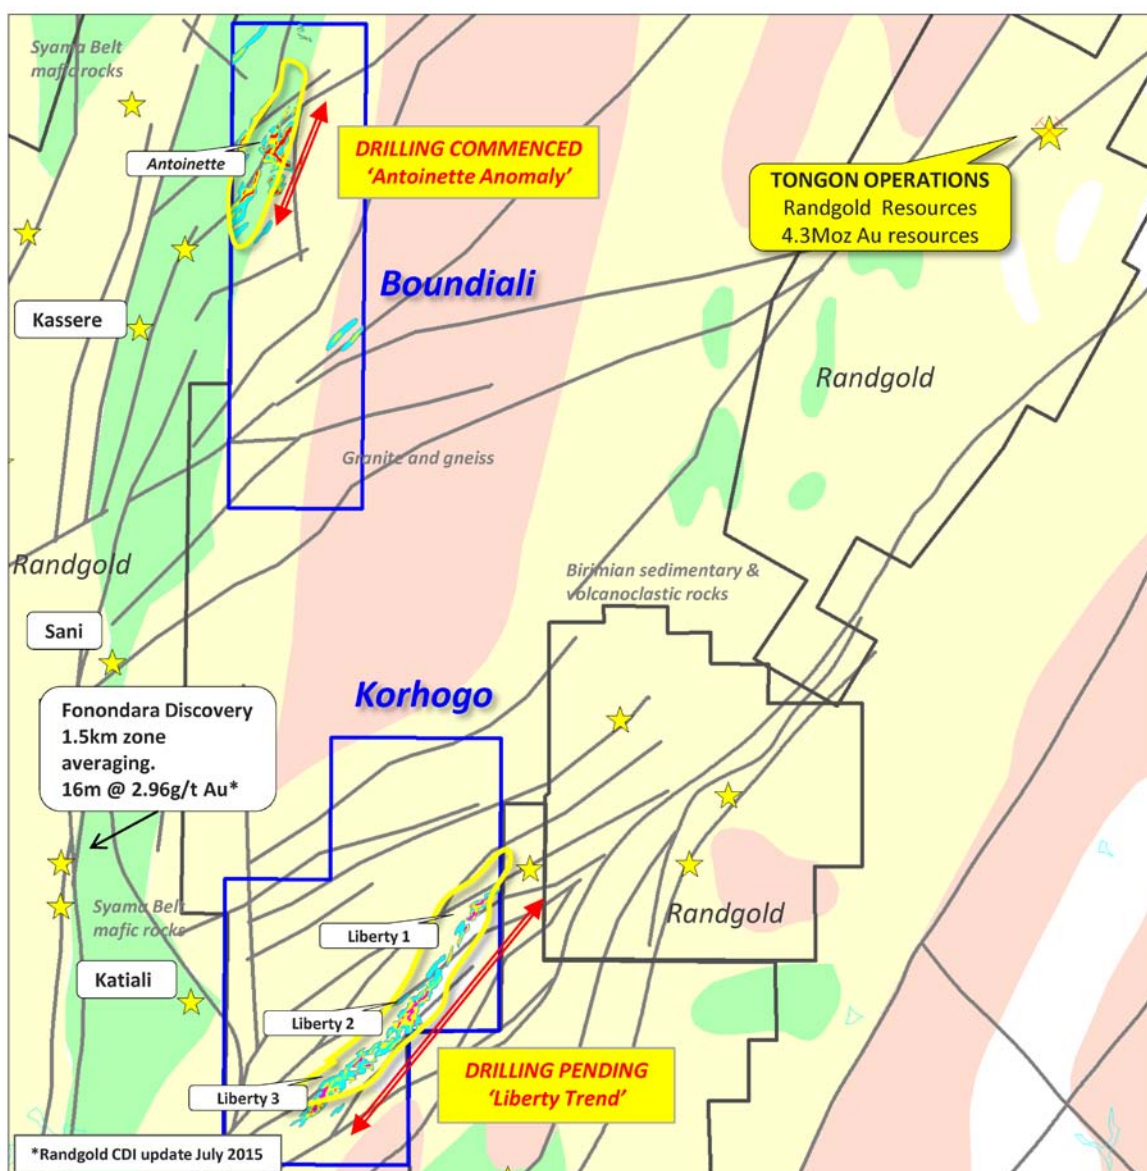 Syama Belt
mafic rocks
Antoinette
DRILLING COMMENCED
‘Antoinette Anomaly’
TONGON OPERATIONS
Randgold Resources
4.3Moz Au resources
Boundiali
Kassere
Randgold
Granite and gneiss
Randgold
Birimian sedimentary &
volcanoclastic rocks
Sani
Korhogo
Fonondara Discovery
1.5km zone
averaging.
16m @ 2.96g/t Au*
Syama Belt
mafic rocks
Randgold
Liberty 1
Katiali
Liberty 2
DRILLING PENDING
‘Liberty Trend’
Liberty 3
*Randgold CDI update July 2015